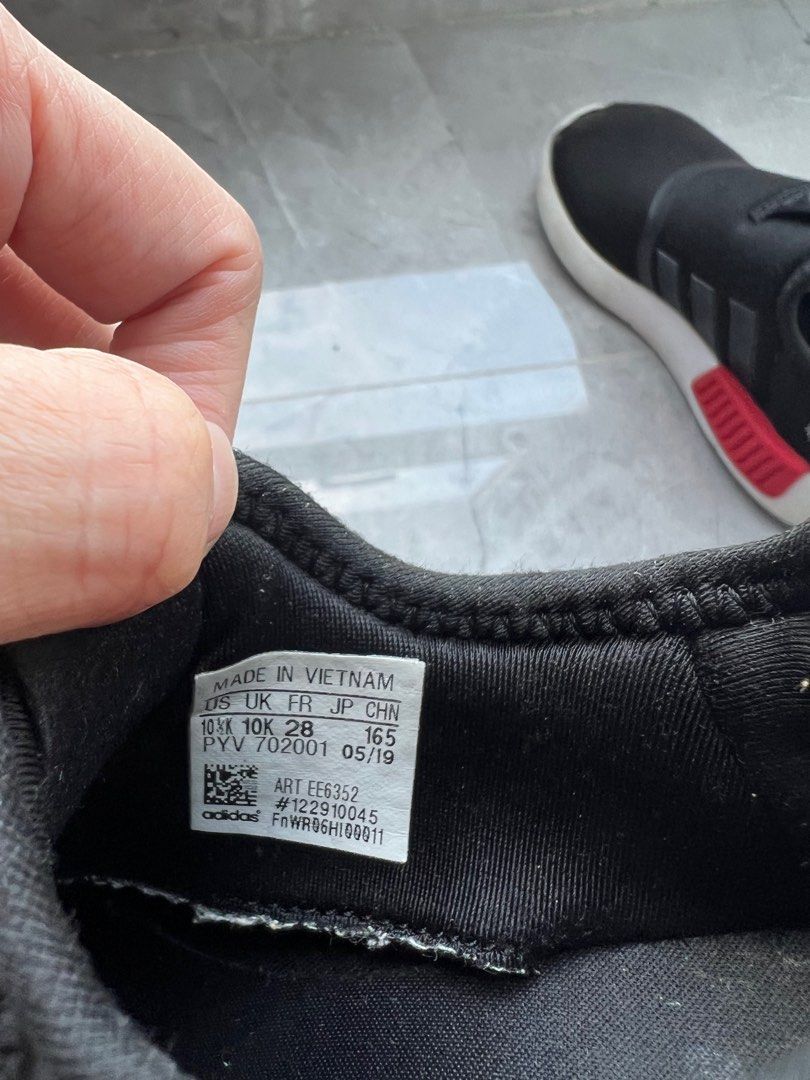 MADE IN VIETNAM
US UK FR JP CHN
10½K 10K 28 165
PYV 702001 05/19
ART EE6352
#122910045
adidas® FnWR06HI00011